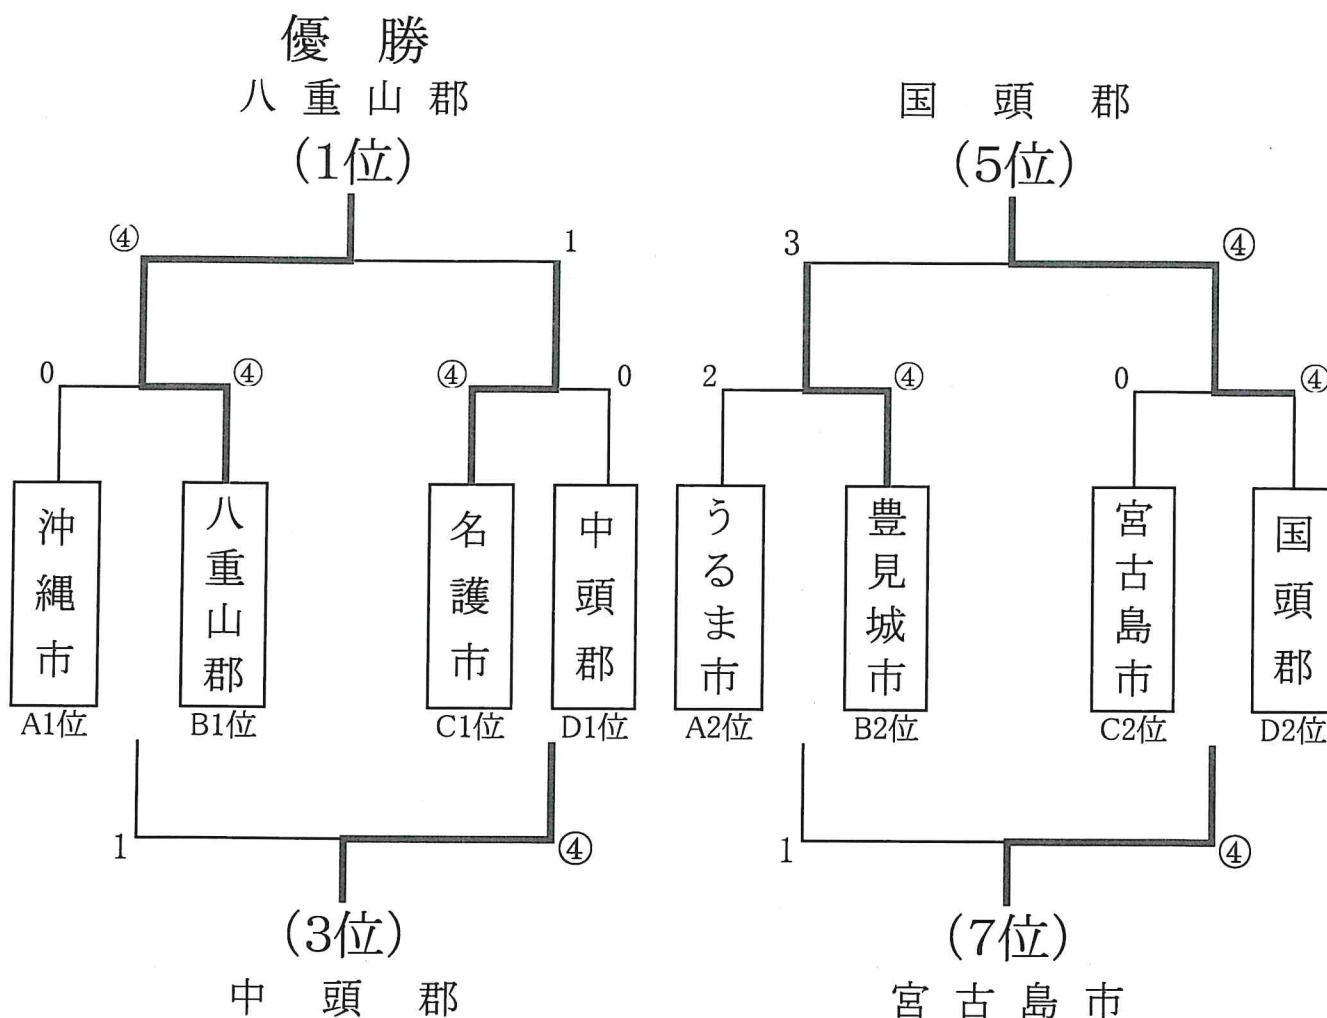 優 勝
八 重 山 郡
(1位)
④ 1
0 ④ ④ 0
沖縄市
八重山郡
名護市
中頭郡
A1位 B1位 C1位 D1位
1 ④
(3位)
中 頭 郡
国 頭 郡
(5位)
3 ④
2 ④ 0 ④
うるま市
豊見城市
宮古島市
国頭郡
A2位 B2位 C2位 D2位
1 ④
(7位)
宮 古 島 市